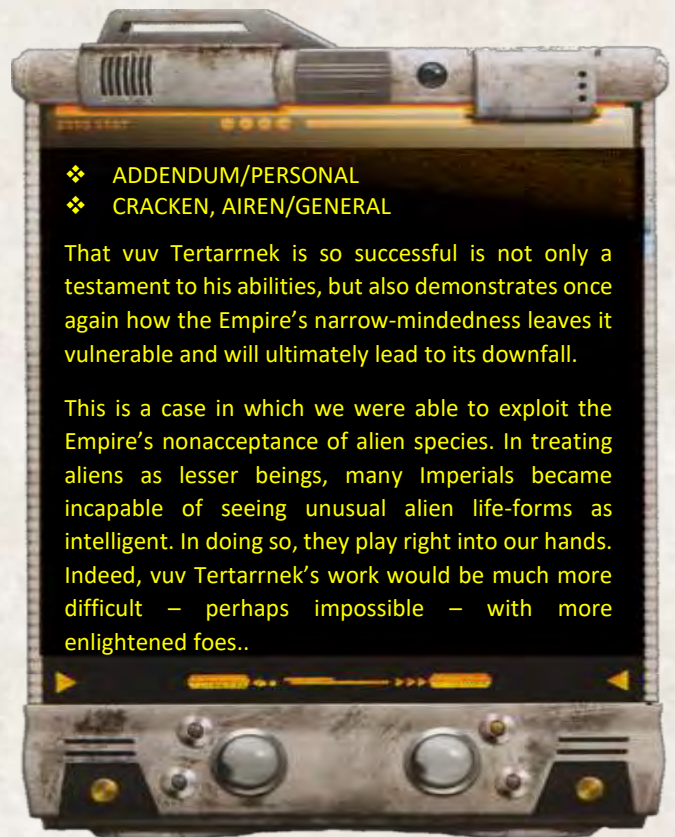 ❖ ADDENDUM/PERSONAL
❖ CRACKEN, AIREN/GENERAL
That vuv Tertarrnek is so successful is not only a
testament to his abilities, but also demonstrates once
again how the Empire’s narrow-mindedness leaves it
vulnerable and will ultimately lead to its downfall.
This is a case in which we were able to exploit the
Empire’s nonacceptance of alien species. In treating
aliens as lesser beings, many Imperials became
incapable of seeing unusual alien life-forms as
intelligent. In doing so, they play right into our hands.
Indeed, vuv Tertarrnek’s work would be much more
difficult – perhaps impossible – with more
enlightened foes..